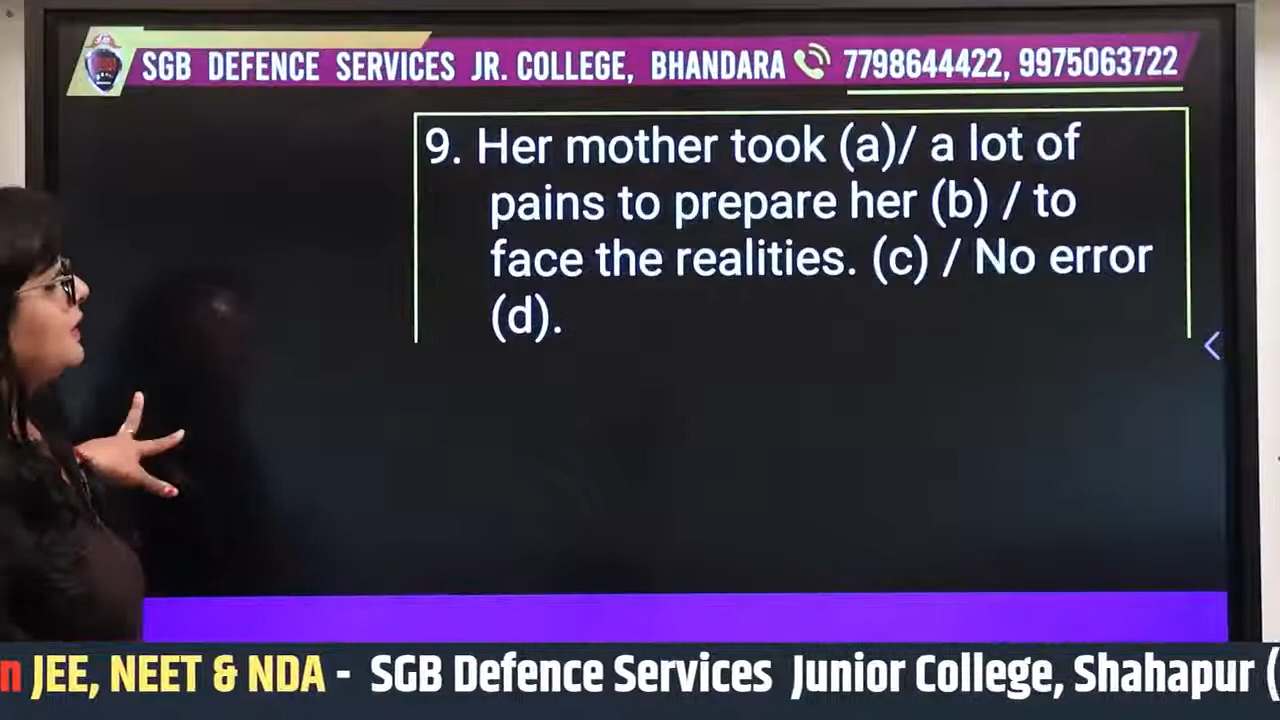 SGB DEFENCE SERVICES JR. COLLEGE, BHANDARA 7798644422, 9975063722
9. Her mother took (a)/ a lot of
pains to prepare her (b) / to
face the realities. (c) / No error
(d).
n JEE, NEET & NDA - SGB Defence Services Junior College, Shahapur (